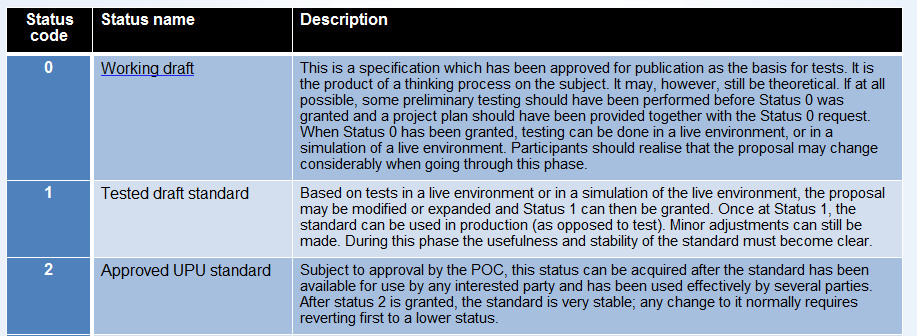 Status code
Status name
Description
0
Working draft
This is a specification which has been approved for publication as the basis for tests. It is
the product of a thinking process on the subject. It may, however, still be theoretical. If at all
possible, some preliminary testing should have been performed before Status 0 was
granted and a project plan should have been provided together with the Status 0 request.
When Status 0 has been granted, testing can be done in a live environment, or in a
simulation of a live environment. Participants should realise that the proposal may change
considerably when going through this phase.
1
Tested draft standard
Based on tests in a live environment or in a simulation of the live environment, the proposal
may be modified or expanded and Status 1 can then be granted. Once at Status 1, the
standard can be used in production (as opposed to test). Minor adjustments can still be
made. During this phase the usefulness and stability of the standard must become clear.
2
Approved UPU standard
Subject to approval by the POC, this status can be acquired after the standard has been
available for use by any interested party and has been used effectively by several parties.
After status 2 is granted, the standard is very stable; any change to it normally requires
reverting first to a lower status.